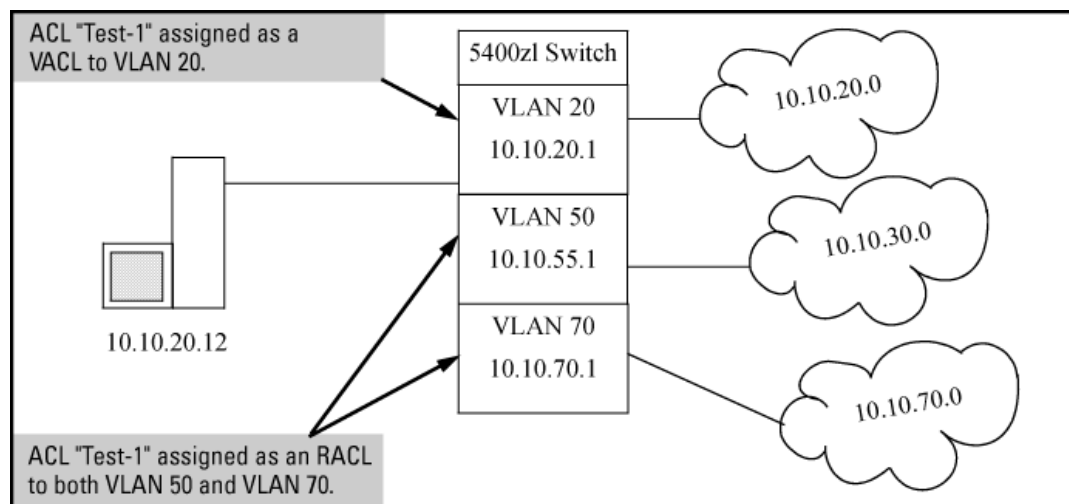 ACL "Test-1" assigned as a
VACL to VLAN 20.
5400zl Switch
VLAN 20
10.10.20.1
10.10.20.0
VLAN 50
10.10.55.1
10.10.30.0
10.10.20.12
VLAN 70
10.10.70.1
10.10.70.0
ACL "Test-1" assigned as an RACL
to both VLAN 50 and VLAN 70.